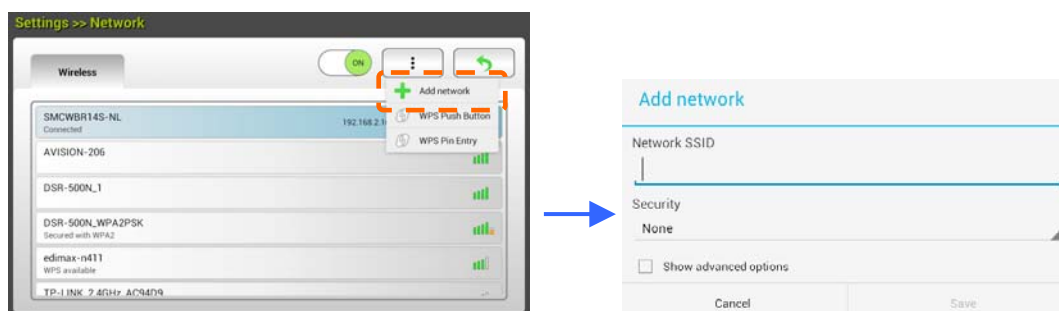 Settings >> Network
Wireless
ON
Add network
SMCWBR14S-NL
Connected
192.168.2.1
WPS Push Button
WPS Pin Entry
AVISION-206
DSR-500N_1
DSR-500N_WPA2PSK
Secured with WPA2
edimax-n411
WPS available
TP-LINK_2.4GHz_AC94D9
Add network
Network SSID
Security
None
Show advanced options
Cancel
Save